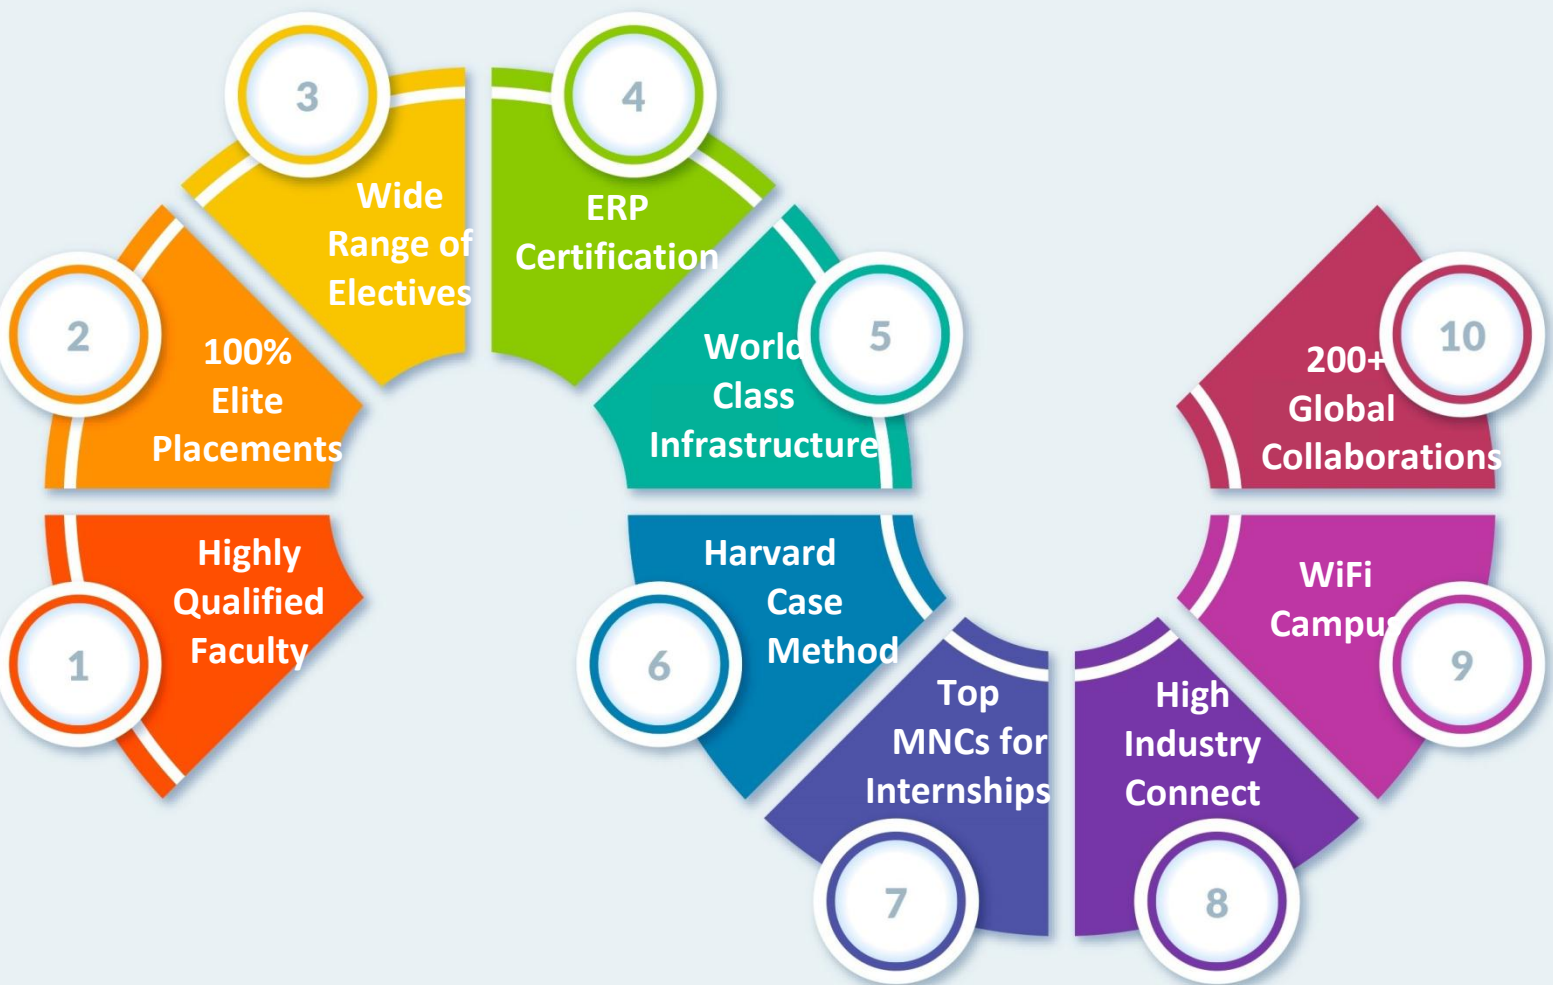 1
Highly
Qualified
Faculty
2
100%
Elite
Placements
3
Wide
Range of
Electives
4
ERP
Certification
5
World
Class
Infrastructure
6
Harvard
Case
Method
7
Top
MNCs for
Internships
8
High
Industry
Connect
9
WiFi
Campus
10
200+
Global
Collaborations